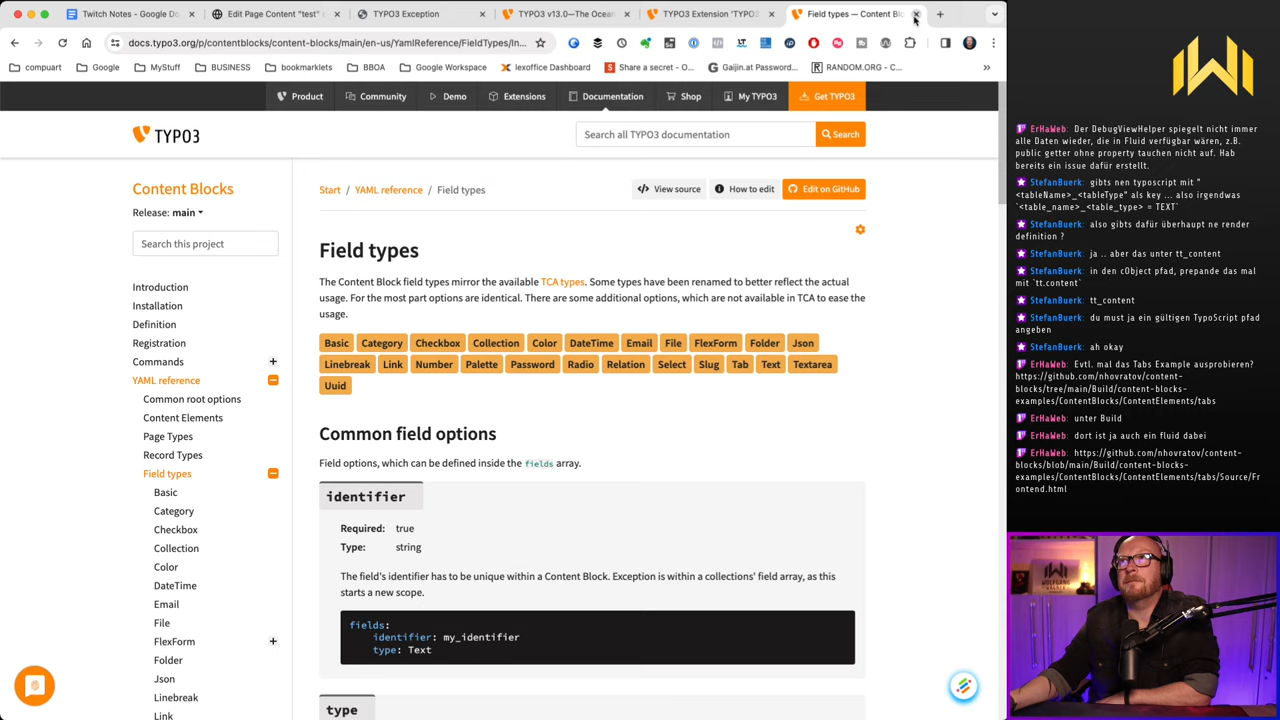 Twitch Notes - Google Do
Edit Page Content "test"
TYPO3 Exception
TYPO3 v13.0—The Ocean
TYPO3 Extension 'TYPO3
Field types — Content Blo
docs.typo3.org/p/contentblocks/content-blocks/main/en-us/YamlReference/FieldTypes/In...
compuart
Google
MyStuff
BUSINESS
bookmarklets
BBOA
Google Workspace
lexoffice Dashboard
Share a secret - O...
Gaijin.at Password...
RANDOM.ORG - C...
Product
Community
Demo
Extensions
Documentation
Shop
My TYPO3
Get TYPO3
TYPO3
Search all TYPO3 documentation
Search
Content Blocks
Release: main
Search this project
Introduction
Installation
Definition
Registration
Commands
YAML reference
Common root options
Content Elements
Page Types
Record Types
Field types
Basic
Category
Checkbox
Collection
Color
DateTime
Email
File
FlexForm
Folder
Json
Linebreak
Link
Start / YAML reference / Field types
View source
How to edit
Edit on GitHub
Field types
The Content Block field types mirror the available TCA types. Some types have been renamed to better reflect the actual
usage. For the most part options are identical. There are some additional options, which are not available in TCA to ease the
usage.
Basic Category Checkbox Collection Color DateTime Email File FlexForm Folder Json
Linebreak Link Number Palette Password Radio Relation Select Slug Tab Text Textarea
Uuid
Common field options
Field options, which can be defined inside the fields array.
identifier
Required: true
Type: string
The field's identifier has to be unique within a Content Block. Exception is within a collections' field array, as this
starts a new scope.
fields:
identifier: my_identifier
type: Text
type
ErHaWeb: Der DebugViewHelper spiegelt nicht immer
alle Daten wieder, die in Fluid verfügbar wären, z.B.
public getter ohne property tauchen nicht auf. Hab
bereits ein issue dafür erstellt.
StefanBuerk: gibts nen typoscript mit "
<tableName>_<tableType" als key ... also irgendwas
`<table_name>_<table_type> = TEXT`
StefanBuerk: also gibts dafür überhaupt ne render
definition ?
StefanBuerk: ja .. aber das unter tt_content
StefanBuerk: in den cObject pfad, prepande das mal
mit `tt.content`
StefanBuerk: tt_content
StefanBuerk: du must ja ein gültigen TypoScript pfad
angeben
StefanBuerk: ah okay
ErHaWeb: Evtl. mal das Tabs Example ausprobieren?
https://github.com/nhovratov/content-
blocks/tree/main/Build/content-blocks-
examples/ContentBlocks/ContentElements/tabs
ErHaWeb: unter Build
ErHaWeb: dort ist ja auch ein fluid dabei
ErHaWeb: https://github.com/nhovratov/content-
blocks/blob/main/Build/content-blocks-
examples/ContentBlocks/ContentElements/tabs/Source/Fr
ontend.html